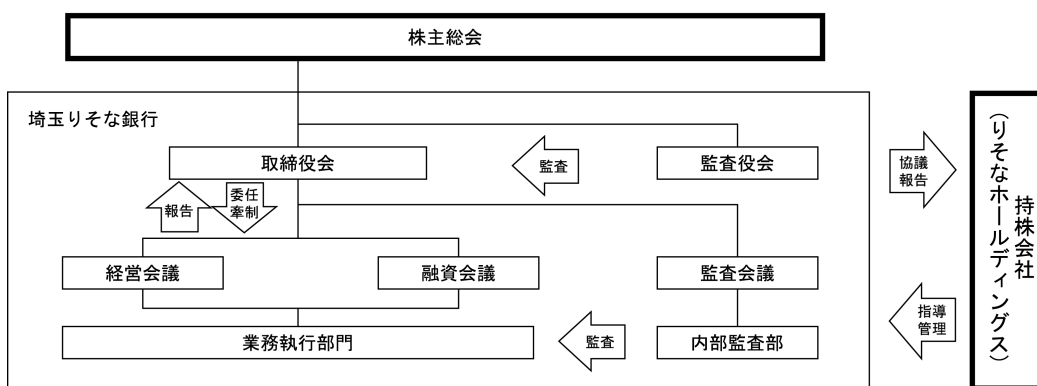 株主総会
埼玉りそな銀行
取締役会
監査
監査役会
協議
報告
報告
委任
牽制
経営会議
融資会議
監査会議
業務執行部門
監査
内部監査部
指導
管理
持株会社
(りそなホールディングス)